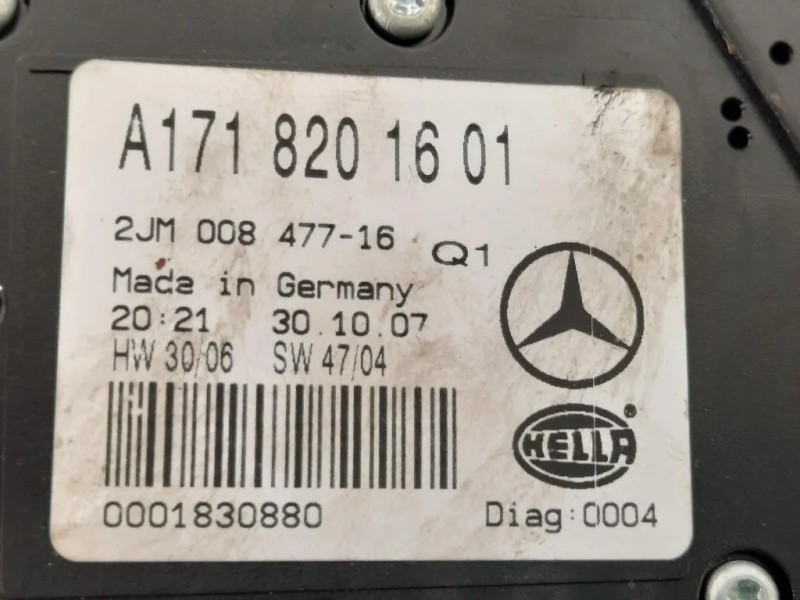 A171 820 16 01
2JM 008 477-16 Q1
Made in Germany
20:21 30.10.07
HW 30/06 SW 47/04
HELLA ®
0001830880 Diag:0004